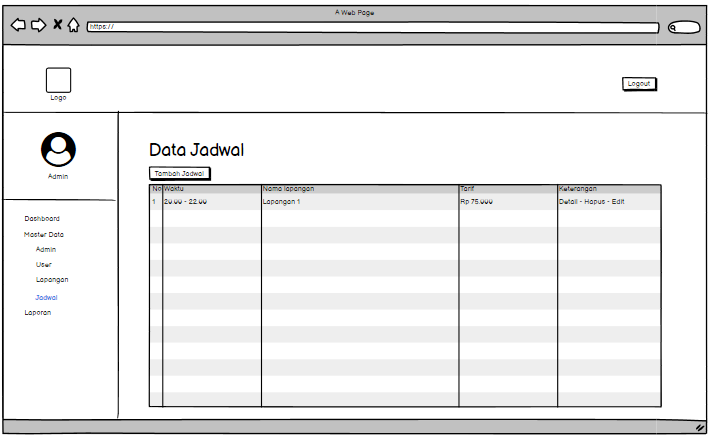 A Web Page
https://
Logo
Logout
Admin
Data Jadwal
Tambah Jadwal
No Waktu Nama lapangan Tarif Keterangan
1 20.00 - 22.00 Lapangan 1 Rp 75.000 Detail - Hapus - Edit
Dashboard
Master Data
Admin
User
Lapangan
Jadwal
Laporan